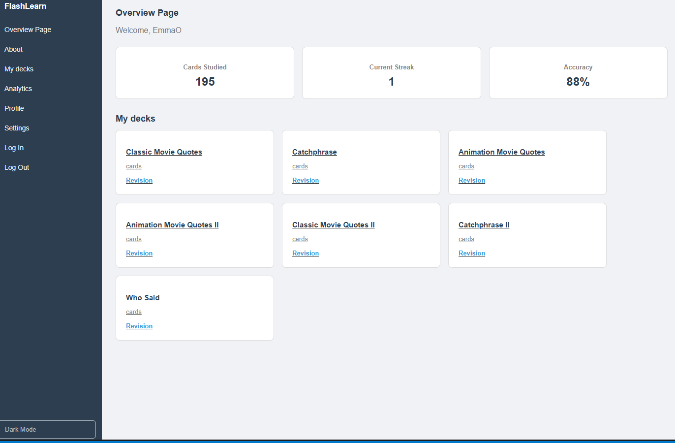 FlashLearn
Overview Page
About
My decks
Analytics
Profile
Settings
Log In
Log Out
Dark Mode
Overview Page
Welcome, EmmaO
Cards Studied
195
Current Streak
1
Accuracy
88%
My decks
Classic Movie Quotes
cards
Revision
Catchphrase
cards
Revision
Animation Movie Quotes
cards
Revision
Animation Movie Quotes II
cards
Revision
Classic Movie Quotes II
cards
Revision
Catchphrase II
cards
Revision
Who Said
cards
Revision